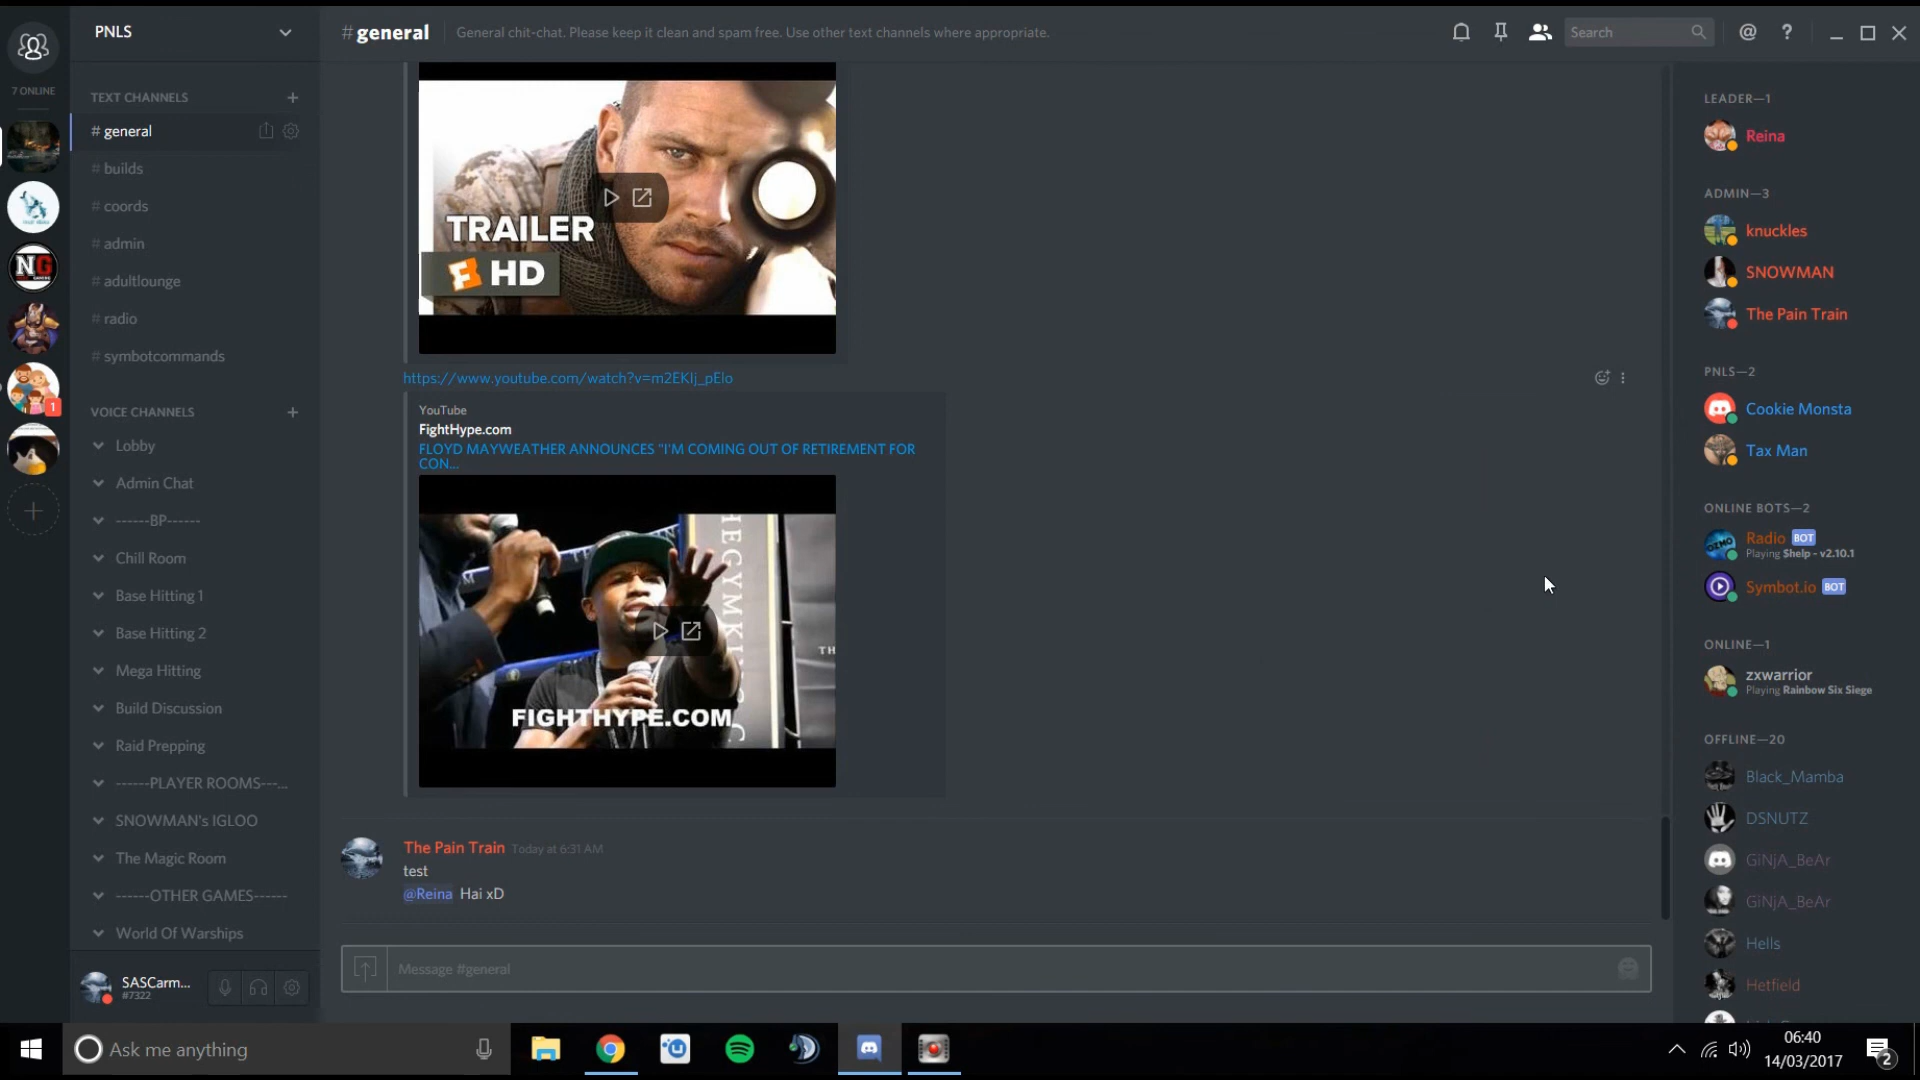 PNLS
# general
General chit-chat. Please keep it clean and spam free. Use other text channels where appropriate.
Search
@
?
7 ONLINE
TEXT CHANNELS
# general
# builds
# coords
# admin
# adultlounge
# radio
# symbotcommands
VOICE CHANNELS
Lobby
Admin Chat
------BP------
Chill Room
Base Hitting 1
Base Hitting 2
Mega Hitting
Build Discussion
Raid Prepping
------PLAYER ROOMS---...
SNOWMAN's IGLOO
The Magic Room
------OTHER GAMES------
World Of Warships
NG
1
SASCarm...
#7322
TRAILER
F HD
https://www.youtube.com/watch?v=m2EKIj_pElo
YouTube
FightHype.com
FLOYD MAYWEATHER ANNOUNCES "I'M COMING OUT OF RETIREMENT FOR
CON...
HEGYMK
TH
FIGHTHYPE.COM
The Pain Train Today at 6:31 AM
test
@Reina Hai xD
Message #general
LEADER—1
Reina
ADMIN—3
knuckles
SNOWMAN
The Pain Train
PNLS—2
Cookie Monsta
Tax Man
ONLINE BOTS—2
Radio BOT
Playing $help - v2.10.1
Symbot.io BOT
ONLINE—1
zxwarrior
Playing Rainbow Six Siege
OFFLINE—20
Black_Mamba
DSNUTZ
GiNjA_BeAr
GiNjA_BeAr
Hells
Hetfield
Ask me anything
06:40
14/03/2017
2